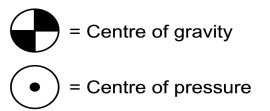 = Centre of gravity
= Centre of pressure